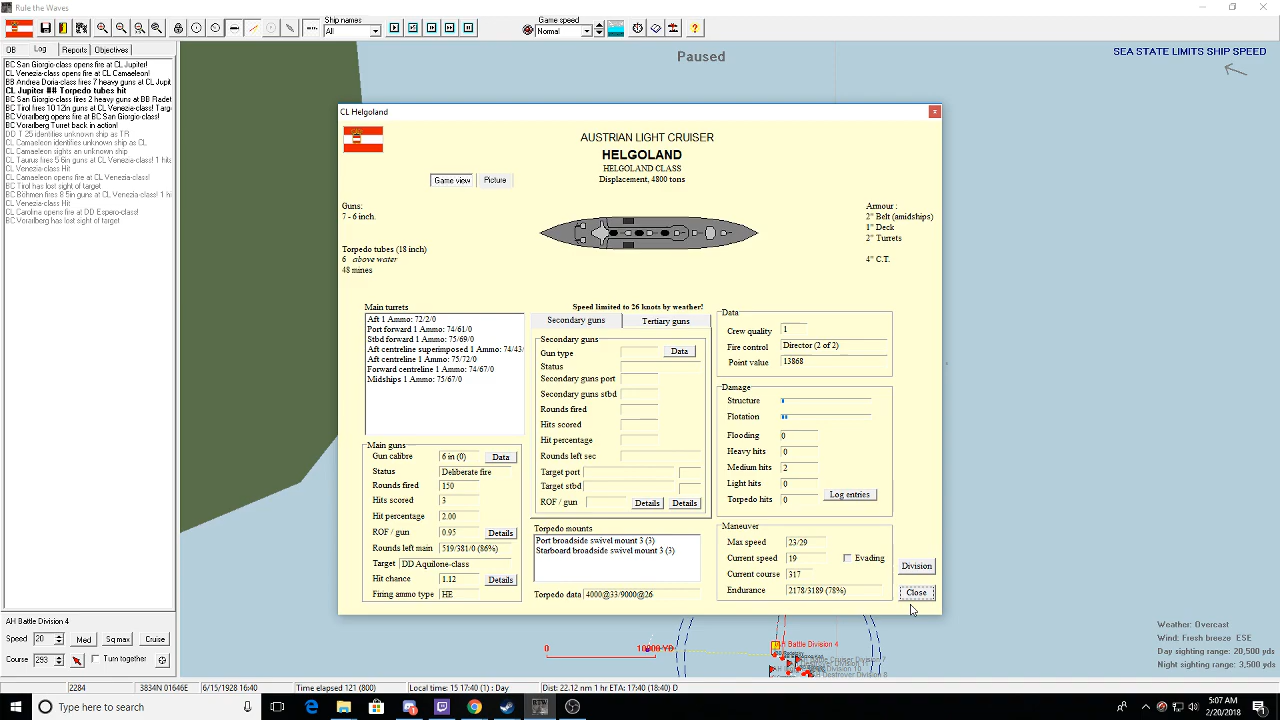 Rule the Waves
Ship names
All
Game speed
Normal
OB
Log
Reports
Objectives
Paused
SEA STATE LIMITS SHIP SPEED
BC San Giorgio-class opens fire at CL Jupiter!
BC Venezia-class opens fire at CL Camaeleon!
BB Andrea Doria-class fires 7 heavy guns at CL Jupit
CL Jupiter ## Torpedo tubes hit
BC San Giorgio-class fires 2 heavy guns at BB Radet
BC Tirol fires 10 12in guns at CL Venezia-class! Targ
BC Vorarlberg opens fire at BC San Giorgio-class!
BC Vorarlberg Turret back in action!
DD T 25 identifies unknown ship as TR
CL Camaeleon identifies unknown ship as CL
CL Camaeleon sights an unknown ship
CL Taurus fires 5 6in guns at CL Venezia-class! 1 hits
CL Venezia-class Hit
CL Camaeleon opens fire at CL Venezia-class!
BC Tirol has lost sight of target
BC Böhmen fires 8 5in guns at CL Venezia-class! 1 hi
CL Venezia-class Hit
CL Carolina opens fire at DD Espero-class!
BC Vorarlberg has lost sight of target
CL Helgoland
AUSTRIAN LIGHT CRUISER
HELGOLAND
HELGOLAND CLASS
Displacement, 4800 tons
Game view
Picture
Guns:
7 - 6 inch.
Torpedo tubes (18 inch)
6 above water
48 mines
Armour :
2" Belt (amidships)
1" Deck
2" Turrets
4" C.T.
Speed limited to 26 knots by weather!
Main turrets
Aft 1 Ammo: 72/2/0
Port forward 1 Ammo: 74/61/0
Stbd forward 1 Ammo: 75/69/0
Aft centreline superimposed 1 Ammo: 74/43/
Aft centreline 1 Ammo: 75/72/0
Forward centreline 1 Ammo: 74/67/0
Midships 1 Ammo: 75/67/0
Main guns
Gun calibre 6 in (0) Data
Status Deliberate fire
Rounds fired 150
Hits scored 3
Hit percentage 2.00
ROF / gun 0.95 Details
Rounds left main 519/381/0 (86%)
Target DD Aquilone-class
Hit chance 1.12 Details
Firing ammo type HE
Secondary guns
Tertiary guns
Secondary guns
Gun type Data
Status
Secondary guns port
Secondary guns stbd
Rounds fired
Hits scored
Hit percentage
Rounds left sec
Target port
Target stbd
ROF / gun Details Details
Torpedo mounts
Port broadside swivel mount 3 (3)
Starboard broadside swivel mount 3 (3)
Torpedo data 4000@33/9000@26
Data
Crew quality 1
Fire control Director (2 of 2)
Point value 13868
Damage
Structure
Flotation
Flooding 0
Heavy hits 0
Medium hits 2
Light hits 0
Torpedo hits 0
Log entries
Maneuver
Max speed 23/29
Current speed 19 Evading
Current course 317
Endurance 2178/3189 (78%)
Division
Close
AH Battle Division 4
Speed 20 Med Sq max Cruise
Course 293 Turn together
0 10000 YD
AH Battle Division 4
Weather: Overcast
Wind: Fresh breeze ESE
Day sighting range: 20,500 yds
Night sighting range: 3,500 yds
2284
3834N 01646E
6/15/1928 16:40
Time elapsed 121 (800)
Local time: 15 17:40 (1) : Day
Dist: 22.12 nm 1 hr ETA: 17:40 (18:40) D
Type here to search
5:07 AM
2/20/2018